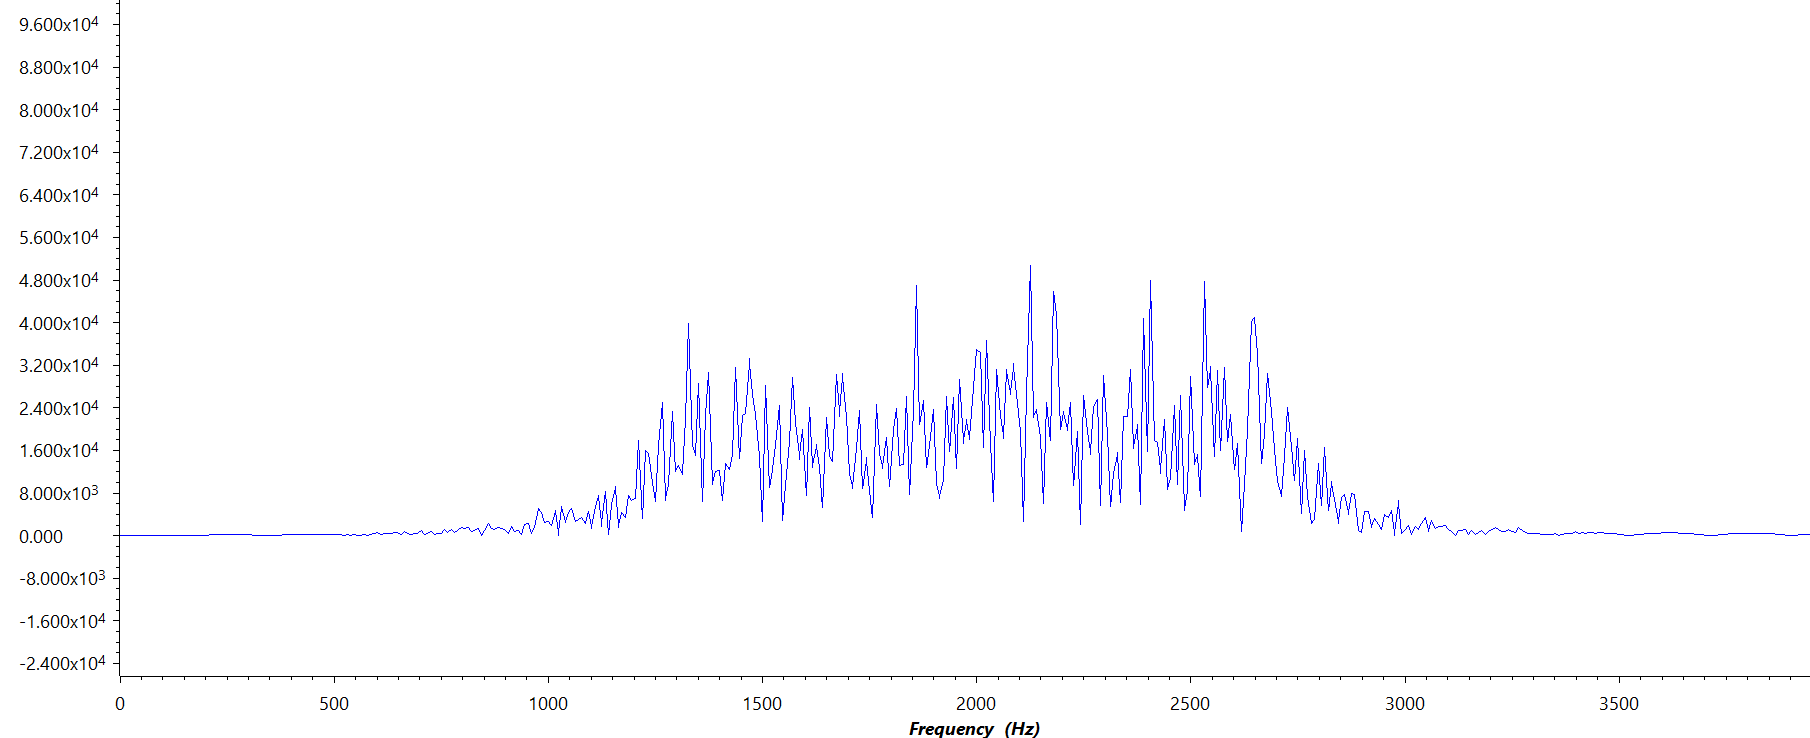 9.600x10⁴
8.800x10⁴
8.000x10⁴
7.200x10⁴
6.400x10⁴
5.600x10⁴
4.800x10⁴
4.000x10⁴
3.200x10⁴
2.400x10⁴
1.600x10⁴
8.000x10³
0.000
-8.000x10³
-1.600x10⁴
-2.400x10⁴
0 500 1000 1500 2000 2500 3000 3500
Frequency (Hz)